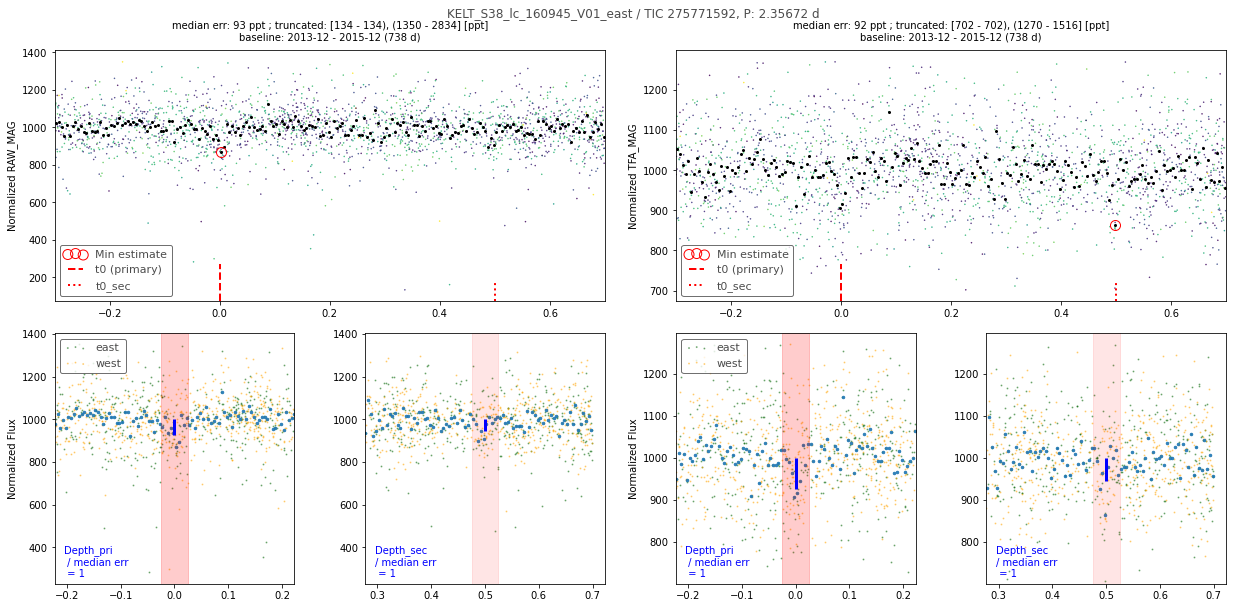 KELT_S38_lc_160945_V01_east / TIC 275771592, P: 2.35672 d
median err: 93 ppt ; truncated: [134 - 134), (1350 - 2834] [ppt]
baseline: 2013-12 - 2015-12 (738 d)
Normalized RAW_MAG
1400
1200
1000
800
600
400
200
Min estimate
t0 (primary)
t0_sec
−0.2
0.0
0.2
0.4
0.6
median err: 92 ppt ; truncated: [702 - 702), (1270 - 1516] [ppt]
baseline: 2013-12 - 2015-12 (738 d)
Normalized TFA_MAG
1200
1100
1000
900
800
700
Min estimate
t0 (primary)
t0_sec
−0.2
0.0
0.2
0.4
0.6
Normalized Flux
1400
1200
1000
800
600
400
east
west
Depth_pri
/ median err
= 1
−0.2
−0.1
0.0
0.1
0.2
1400
1200
1000
800
600
400
Depth_sec
/ median err
= 1
0.3
0.4
0.5
0.6
0.7
Normalized Flux
1200
1100
1000
900
800
east
west
Depth_pri
/ median err
= 1
−0.2
−0.1
0.0
0.1
0.2
1200
1100
1000
900
800
Depth_sec
/ median err
= 1
0.3
0.4
0.5
0.6
0.7